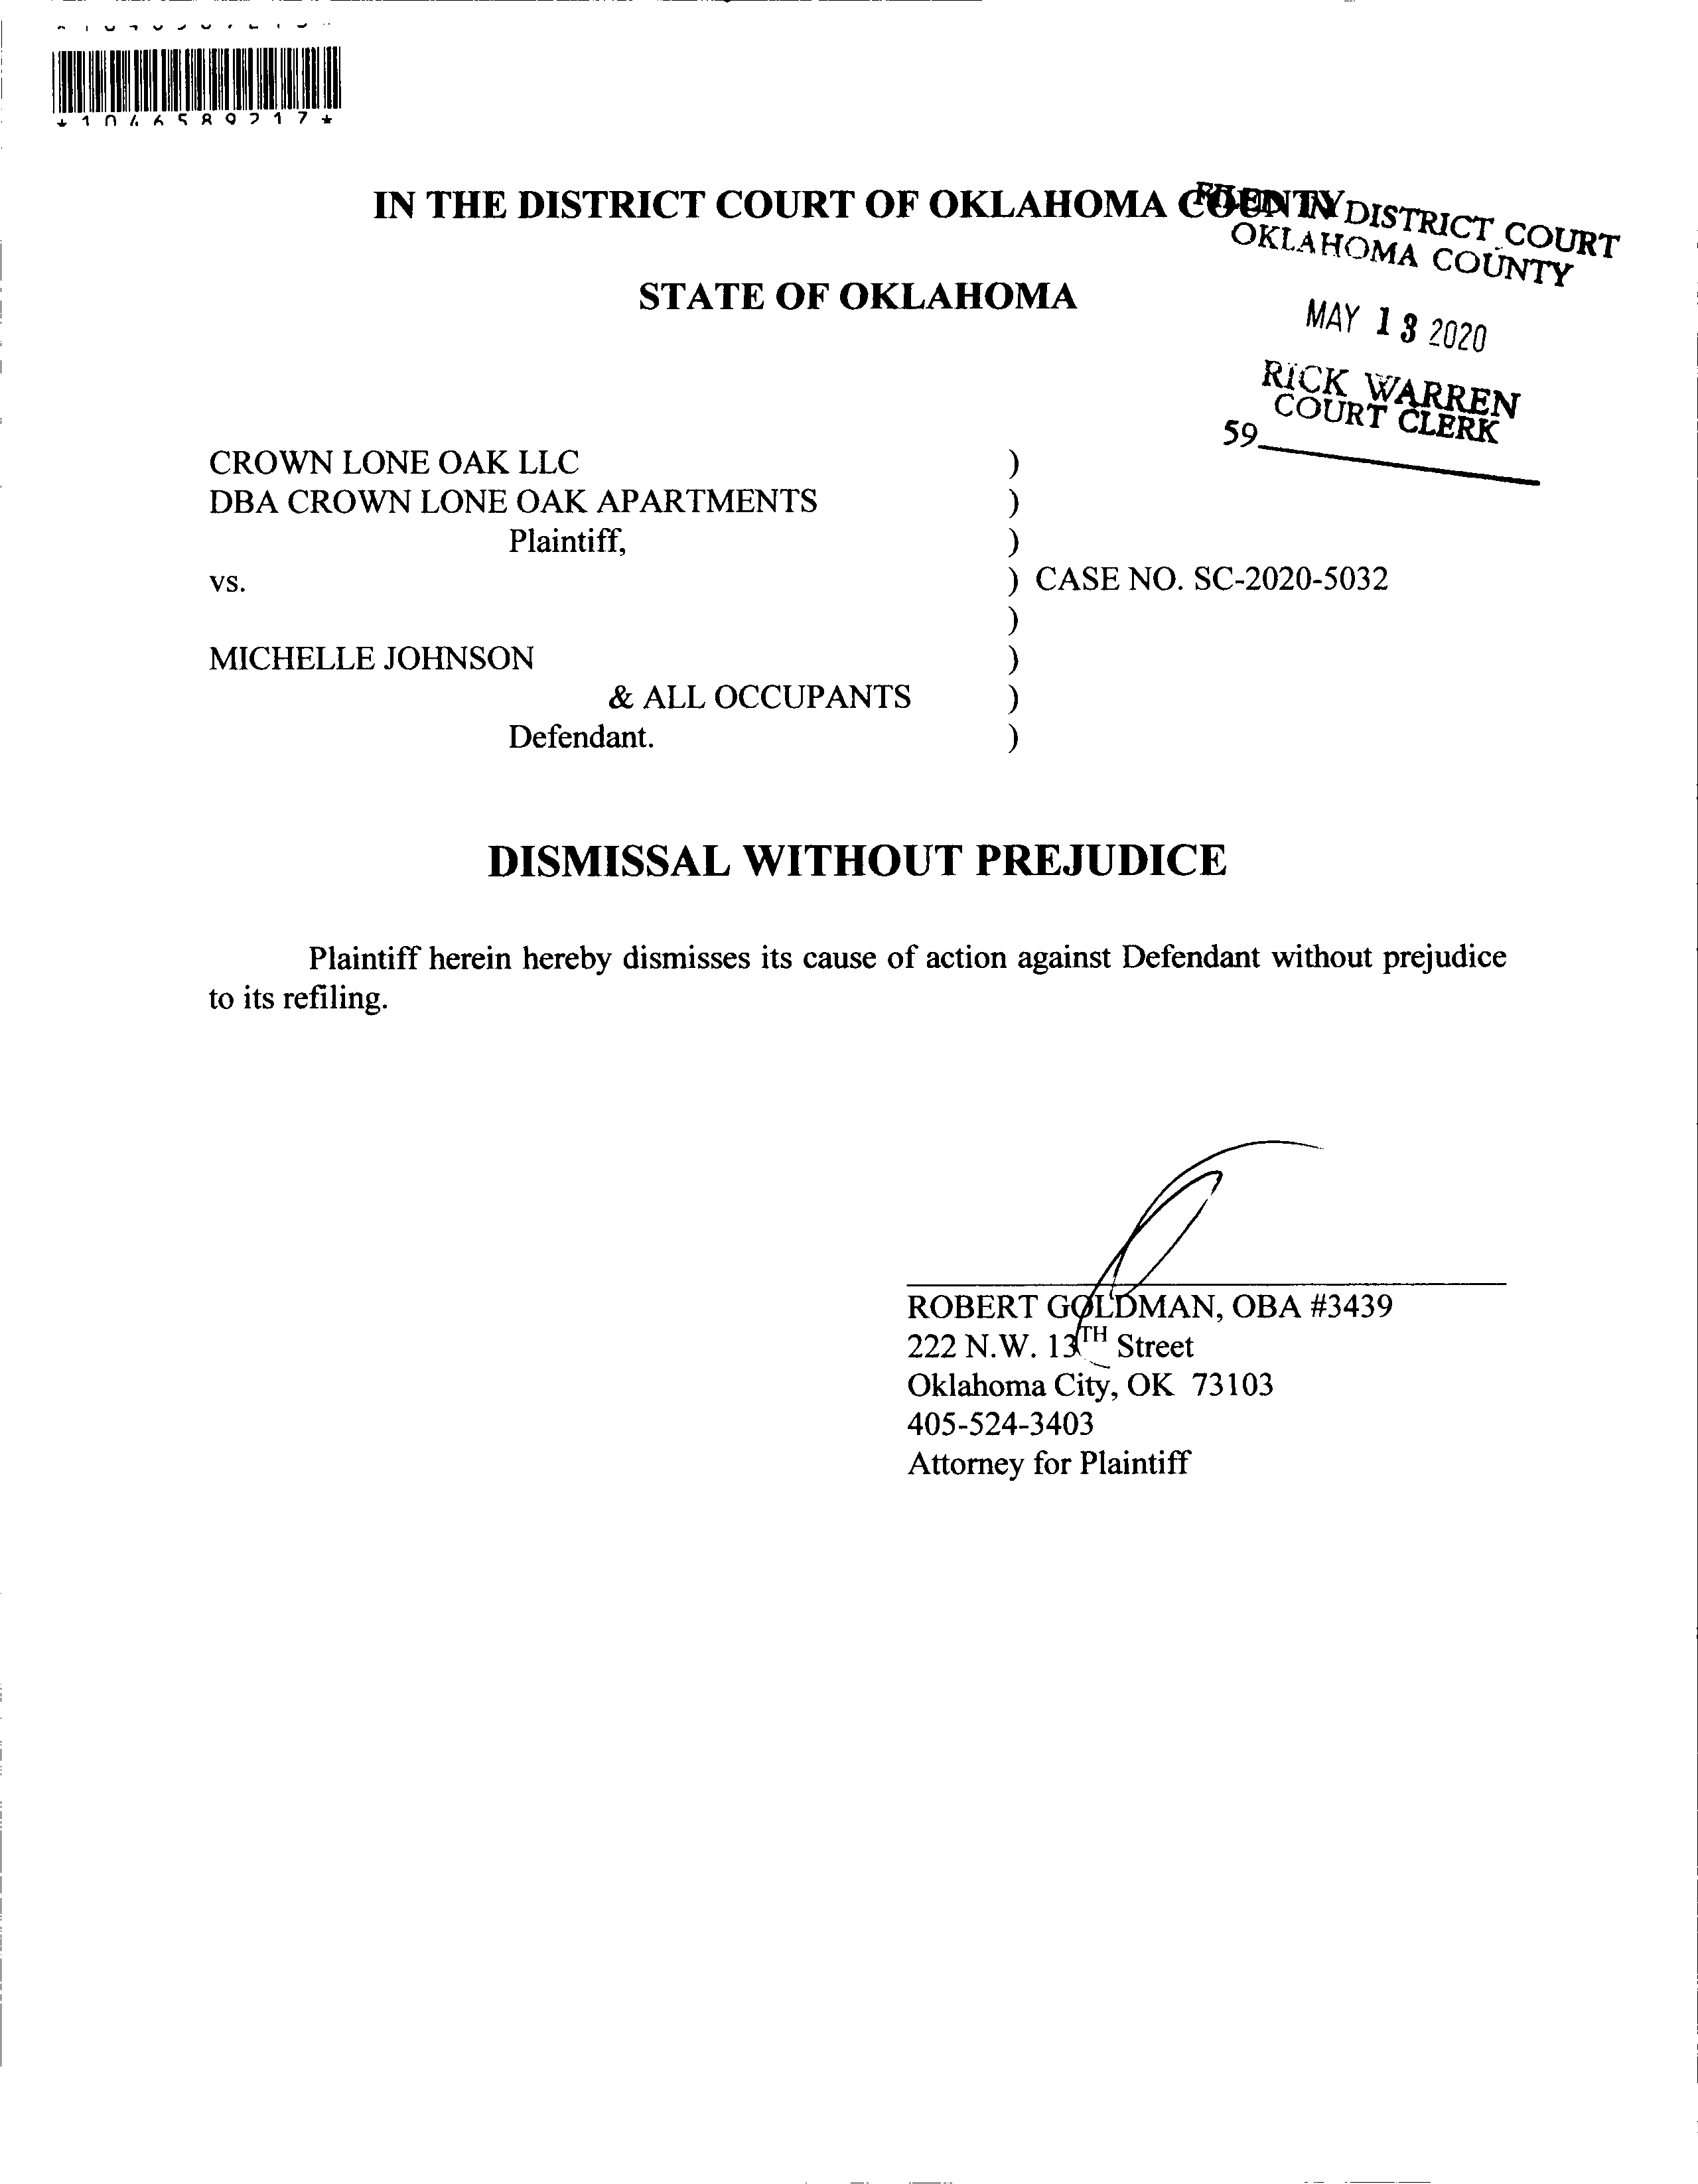 *1046589217*
IN THE DISTRICT COURT OF OKLAHOMA COUNTY
FILED IN DISTRICT COURT
OKLAHOMA COUNTY
STATE OF OKLAHOMA
MAY 13 2020
RICK WARREN
COURT CLERK
59
CROWN LONE OAK LLC )
DBA CROWN LONE OAK APARTMENTS )
Plaintiff, )
vs. ) CASE NO. SC-2020-5032
)
MICHELLE JOHNSON )
& ALL OCCUPANTS )
Defendant. )
DISMISSAL WITHOUT PREJUDICE
Plaintiff herein hereby dismisses its cause of action against Defendant without prejudice
to its refiling.
ROBERT GOLDMAN, OBA #3439
222 N.W. 13TH Street
Oklahoma City, OK 73103
405-524-3403
Attorney for Plaintiff